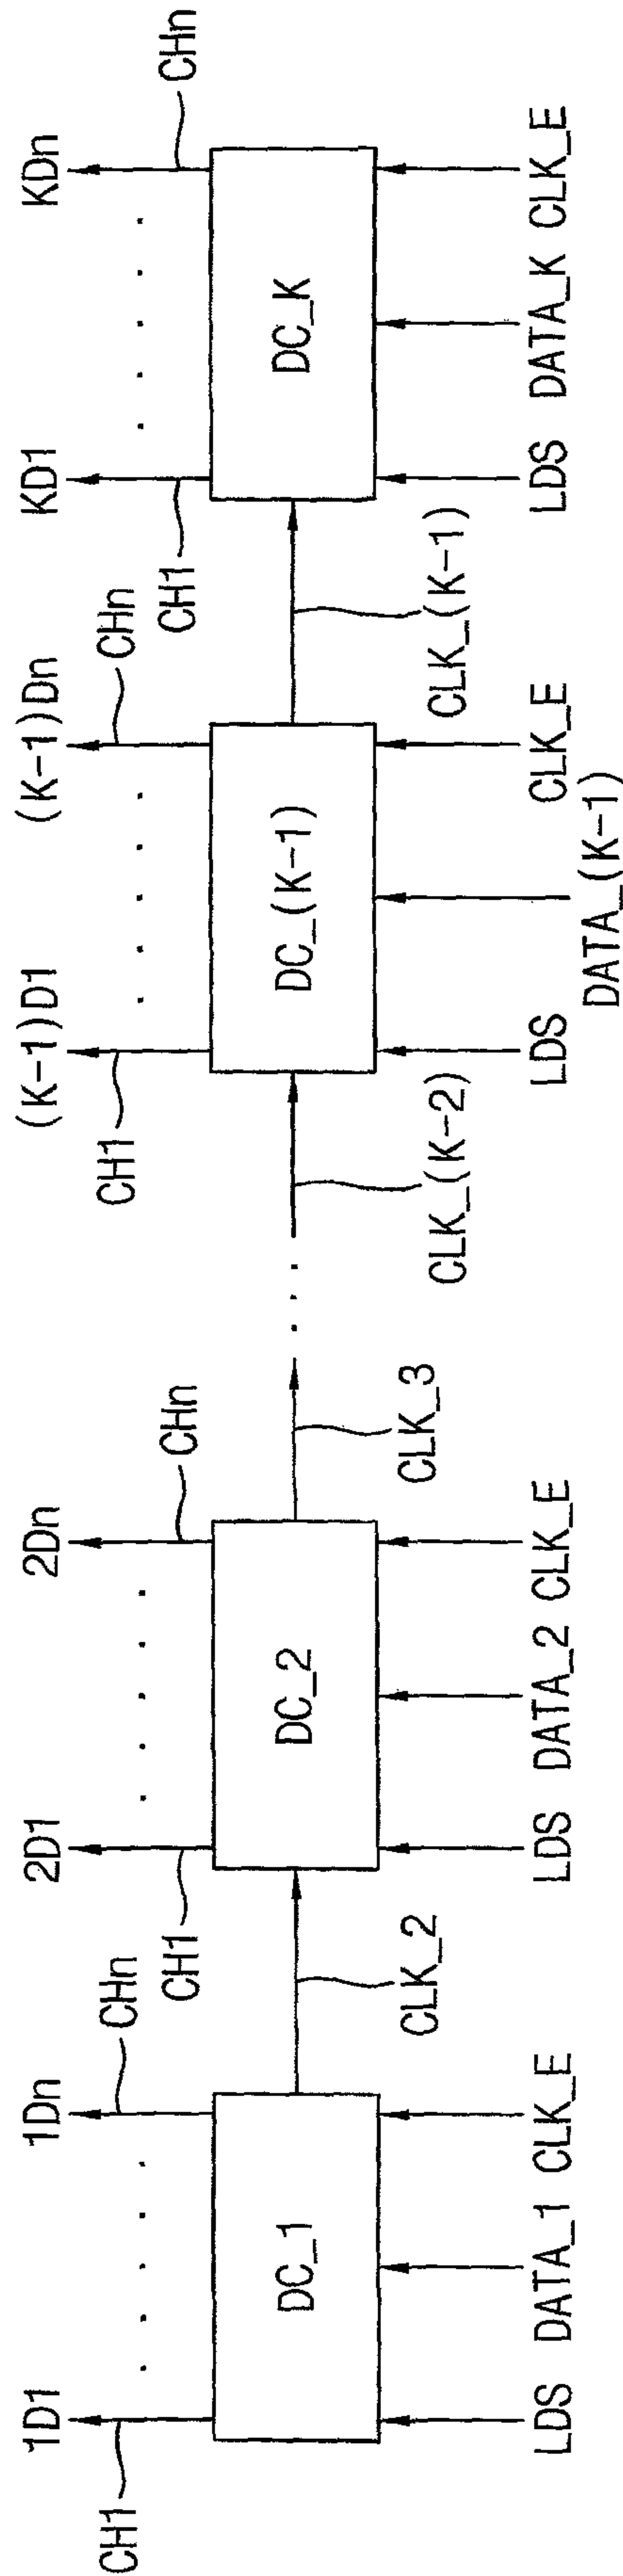 1D1
1Dn
2D1
2Dn
(K-1)D1
(K-1)Dn
KD1
KDn
CH1
CHn
CH1
CHn
CH1
CHn
CH1
CHn
DC_1
DC_2
DC_(K-1)
DC_K
CLK_2
CLK_3
CLK_(K-2)
CLK_(K-1)
LDS
DATA_1
CLK_E
LDS
DATA_2
CLK_E
LDS
DATA_(K-1)
CLK_E
LDS
DATA_K
CLK_E